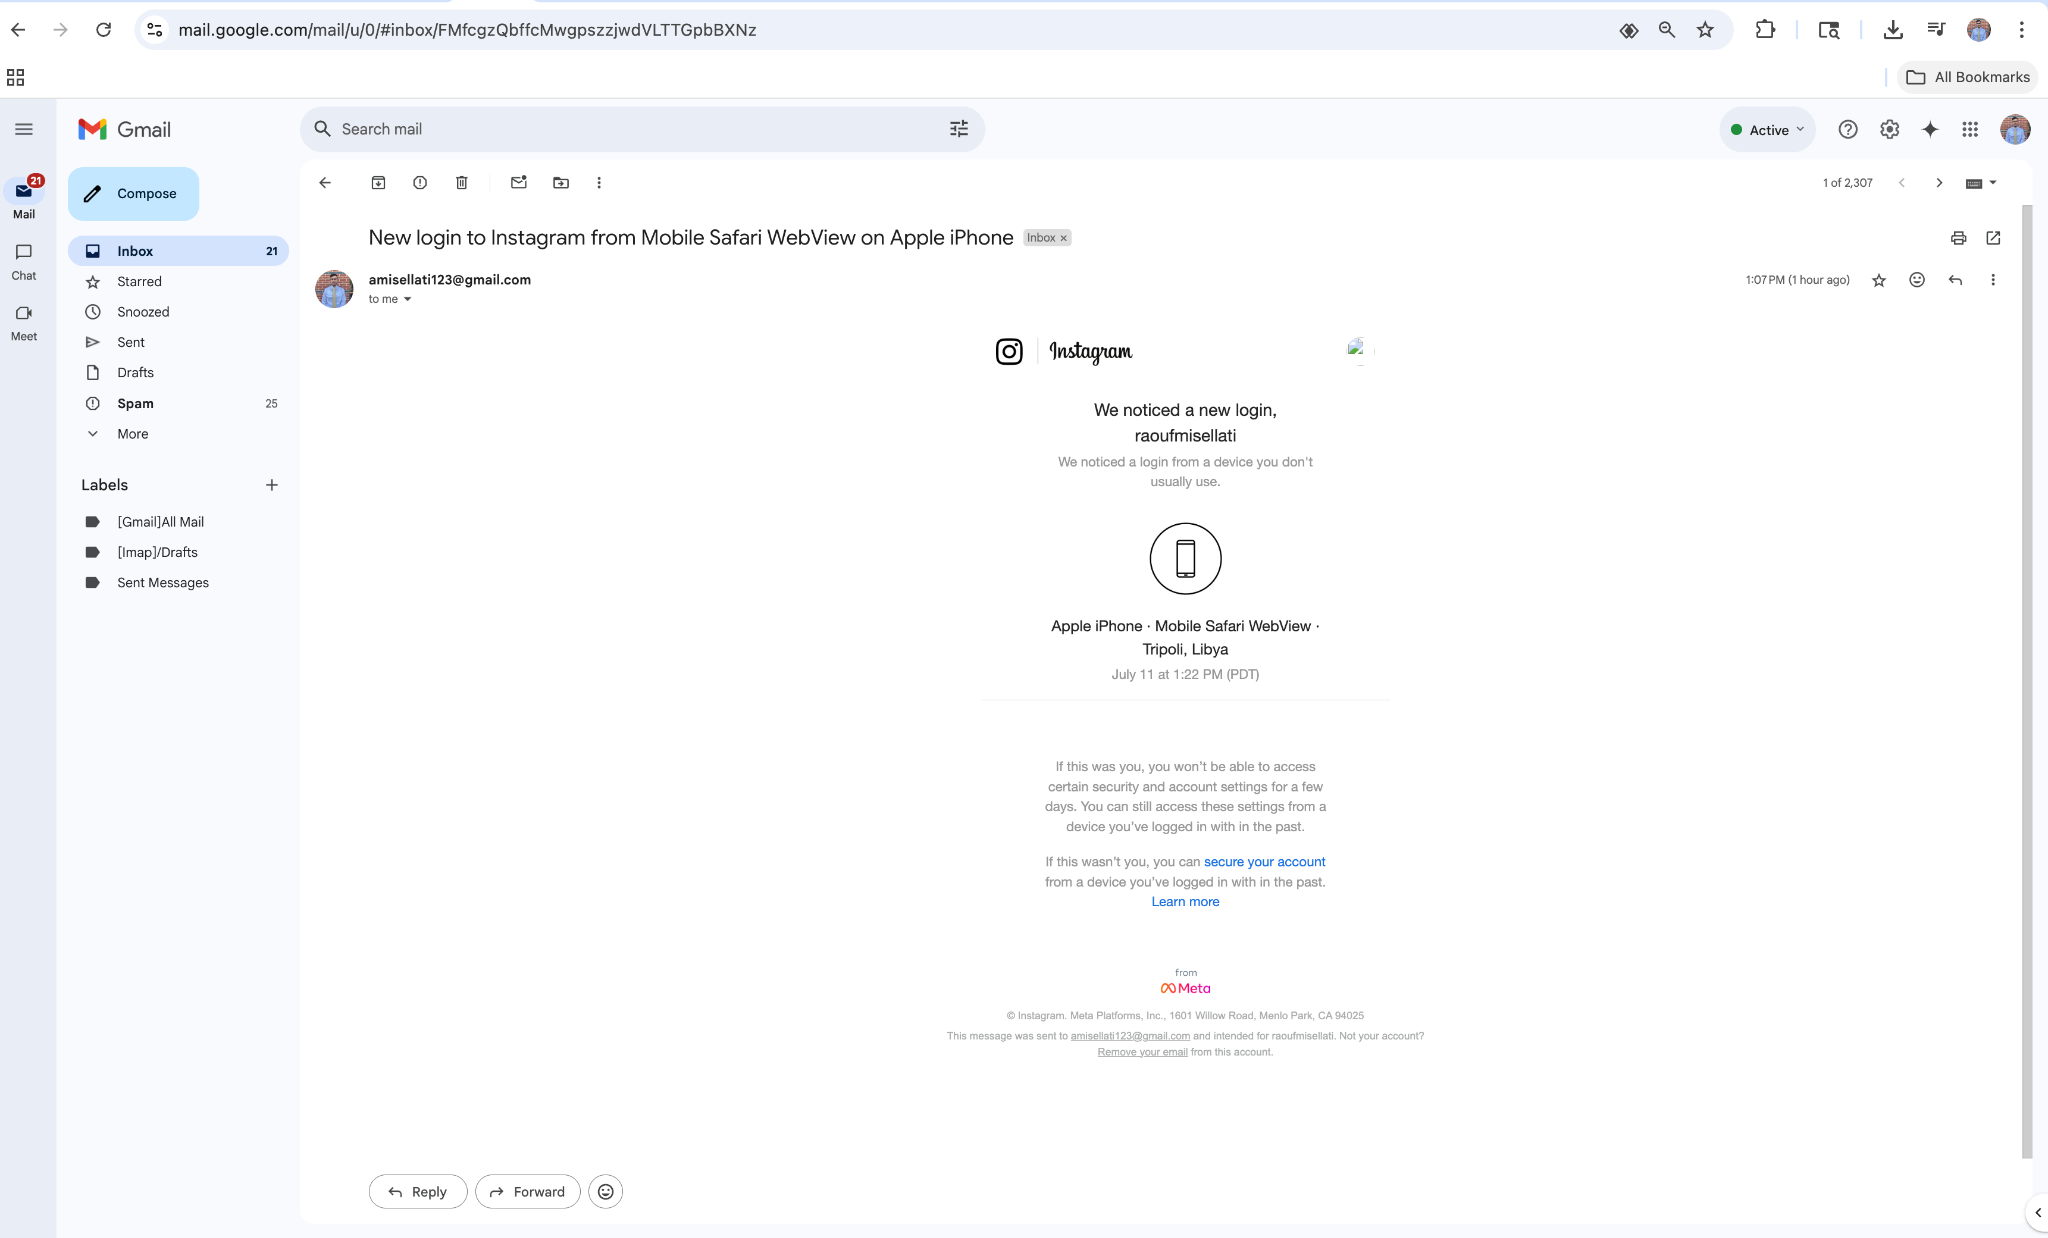 mail.google.com/mail/u/0/#inbox/FMfcgzQbffcMwgpszzjwdVLTTGpbBXNz
All Bookmarks
Gmail
Search mail
Active
21
Mail
Chat
Meet
Compose
Inbox 21
Starred
Snoozed
Sent
Drafts
Spam 25
More
Labels
[Gmail]All Mail
[Imap]/Drafts
Sent Messages
1 of 2,307
New login to Instagram from Mobile Safari WebView on Apple iPhone Inbox x
amisellati123@gmail.com
to me
1:07 PM (1 hour ago)
Instagram
We noticed a new login,
raoufmisellati
We noticed a login from a device you don't
usually use.
Apple iPhone · Mobile Safari WebView ·
Tripoli, Libya
July 11 at 1:22 PM (PDT)
If this was you, you won't be able to access
certain security and account settings for a few
days. You can still access these settings from a
device you've logged in with in the past.
If this wasn't you, you can secure your account
from a device you've logged in with in the past.
Learn more
from
Meta
© Instagram. Meta Platforms, Inc., 1601 Willow Road, Menlo Park, CA 94025
This message was sent to amisellati123@gmail.com and intended for raoufmisellati. Not your account?
Remove your email from this account.
Reply
Forward